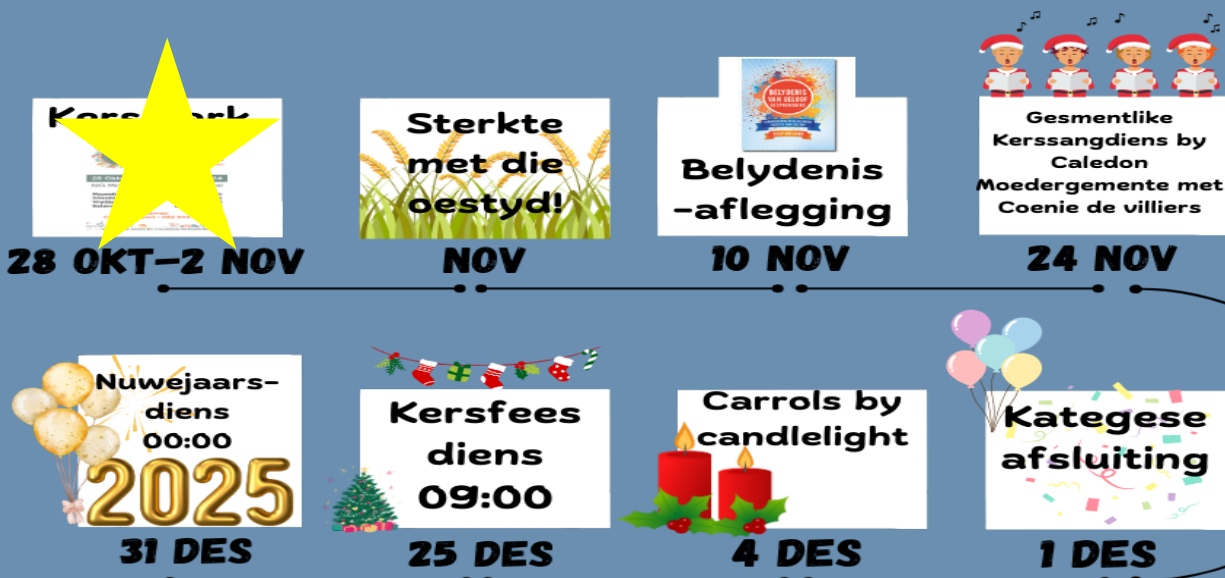 Sterkte
met die
oestyd!
BELYDENIS
VAN GELOOF
Belydenis
-aflegging
Gesmentlike
Kerssangdiens by
Caledon
Moedergemente met
Coenie de villiers
28 OKT-2 NOV
NOV
10 NOV
24 NOV
Nuwejaars-
diens
00:00
2025
Kersfees
diens
09:00
Carrols by
candlelight
Kategese
afsluiting
31 DES
25 DES
4 DES
1 DES